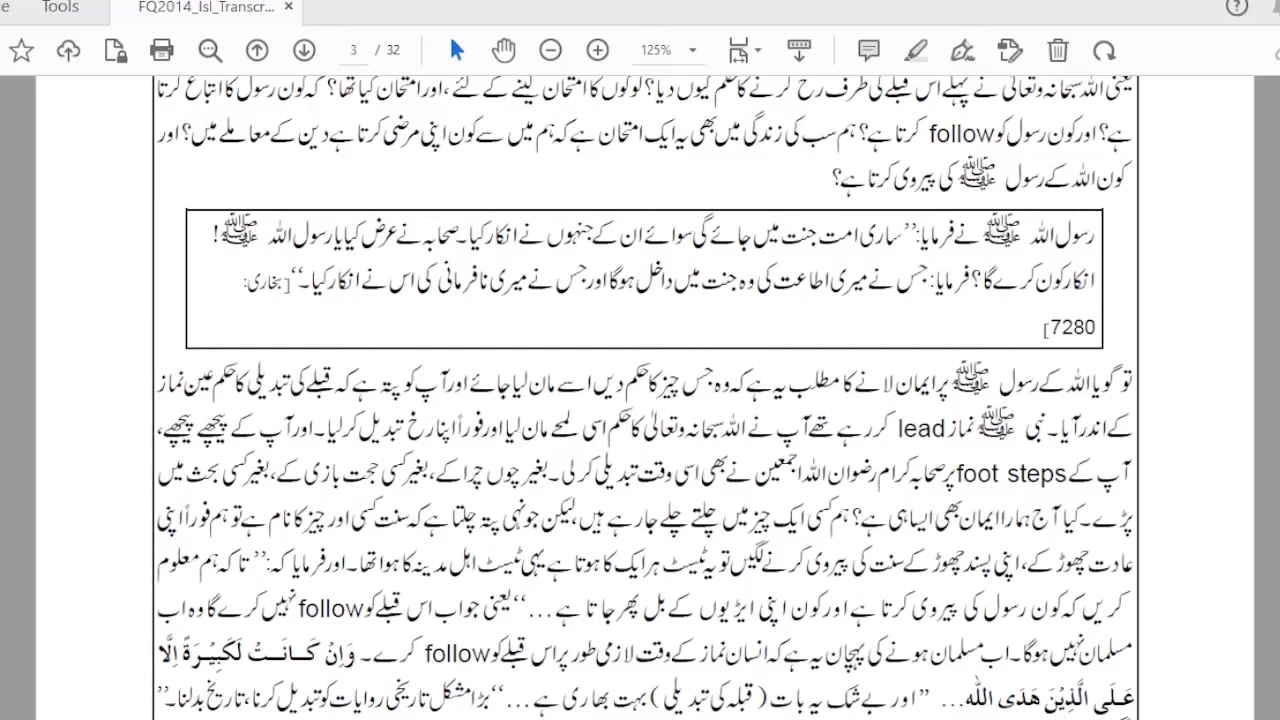 Tools
FQ2014_Isl_Transcr... ×
3 / 32
125%
یعنی اللہ سبحانہ وتعالیٰ نے پہلے اس قبلے کی طرف رخ کرنے کا حکم کیوں دیا؟ لوگوں کا امتحان لینے کے لئے، اور امتحان کیا تھا؟ کہ کون رسول کا اتباع کرتا
ہے؟ اور کون رسول کو follow کرتا ہے؟ ہم سب کی زندگی میں بھی یہ ایک امتحان ہے کہ ہم میں سے کون اپنی مرضی کرتا ہے دین کے معاملے میں؟ اور
کون اللہ کے رسول ﷺ کی پیروی کرتا ہے؟
رسول اللہ ﷺ نے فرمایا: ’’ساری امت جنت میں جائے گی سوائے ان کے جنہوں نے انکار کیا۔ صحابہ نے عرض کیا یا رسول اللہ ﷺ!
انکار کون کرے گا؟ فرمایا: جس نے میری اطاعت کی وہ جنت میں داخل ہوگا اور جس نے میری نافرمانی کی اس نے انکار کیا۔‘‘ [بخاری:
7280]
تو گویا اللہ کے رسول ﷺ پر ایمان لانے کا مطلب یہ ہے کہ وہ جس چیز کا حکم دیں اسے مان لیا جائے اور آپ کو پتہ ہے کہ قبلے کی تبدیلی کا حکم عین نماز
کے اندر آیا۔ نبی ﷺ نماز lead کر رہے تھے آپ نے اللہ سبحانہ وتعالیٰ کا حکم اسی لمحے مان لیا اور فوراً اپنا رخ تبدیل کر لیا۔ اور آپ کے پیچھے پیچھے،
آپ کے foot steps پر صحابہ کرام رضوان اللہ اجمعین نے بھی اسی وقت تبدیلی کر لی۔ بغیر چوں چرا کے، بغیر کسی حجت بازی کے، بغیر کسی بحث میں
پڑے۔ کیا آج ہمارا ایمان بھی ایسا ہی ہے؟ ہم کسی ایک چیز میں چلتے چلے جا رہے ہیں، لیکن جونہی پتہ چلتا ہے کہ سنت کسی اور چیز کا نام ہے تو ہم فوراً اپنی
عادت چھوڑ کے، اپنی پسند چھوڑ کے سنت کی پیروی کرنے لگیں تو یہ ٹیسٹ ہر ایک کا ہوتا ہے یہی ٹیسٹ اہل مدینہ کا ہوا تھا۔ اور فرمایا کہ: ’’تاکہ ہم معلوم
کریں کہ کون رسول کی پیروی کرتا ہے اور کون اپنی ایڑیوں کے بل پھر جاتا ہے...‘‘ یعنی جو اب اس قبلے کو follow نہیں کرے گا وہ اب
مسلمان نہیں ہوگا۔ اب مسلمان ہونے کی پہچان یہ ہے کہ انسان نماز کے وقت لازمی طور پر اس قبلے کو follow کرے۔ وَاِنْ كَـانَـتْ لَكَبِيْـرَةً اِلَّا
عَـلَى الَّذِيْنَ هَدَى اللّٰه... ’’اور بے شک یہ بات (قبلہ کی تبدیلی) بہت بھاری ہے...‘‘ بڑا مشکل تاریخی روایات کو تبدیل کرنا، تاریخ بدلنا۔ ’’